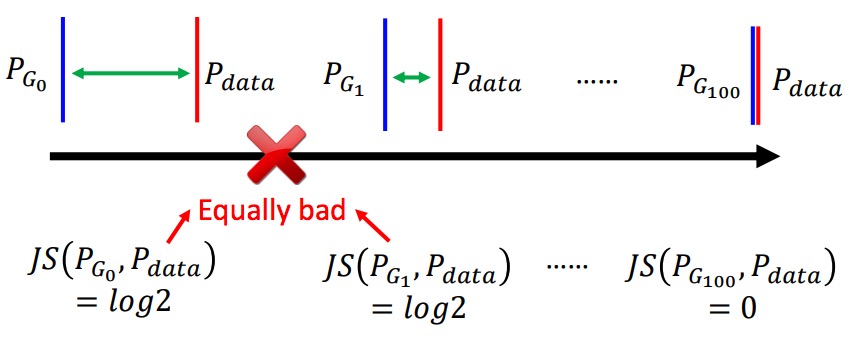 P_{G_0} P_{data} P_{G_1} P_{data} …… P_{G_{100}} P_{data}
Equally bad
JS(P_{G_0}, P_{data}) JS(P_{G_1}, P_{data}) …… JS(P_{G_{100}}, P_{data})
= log2 = log2 = 0